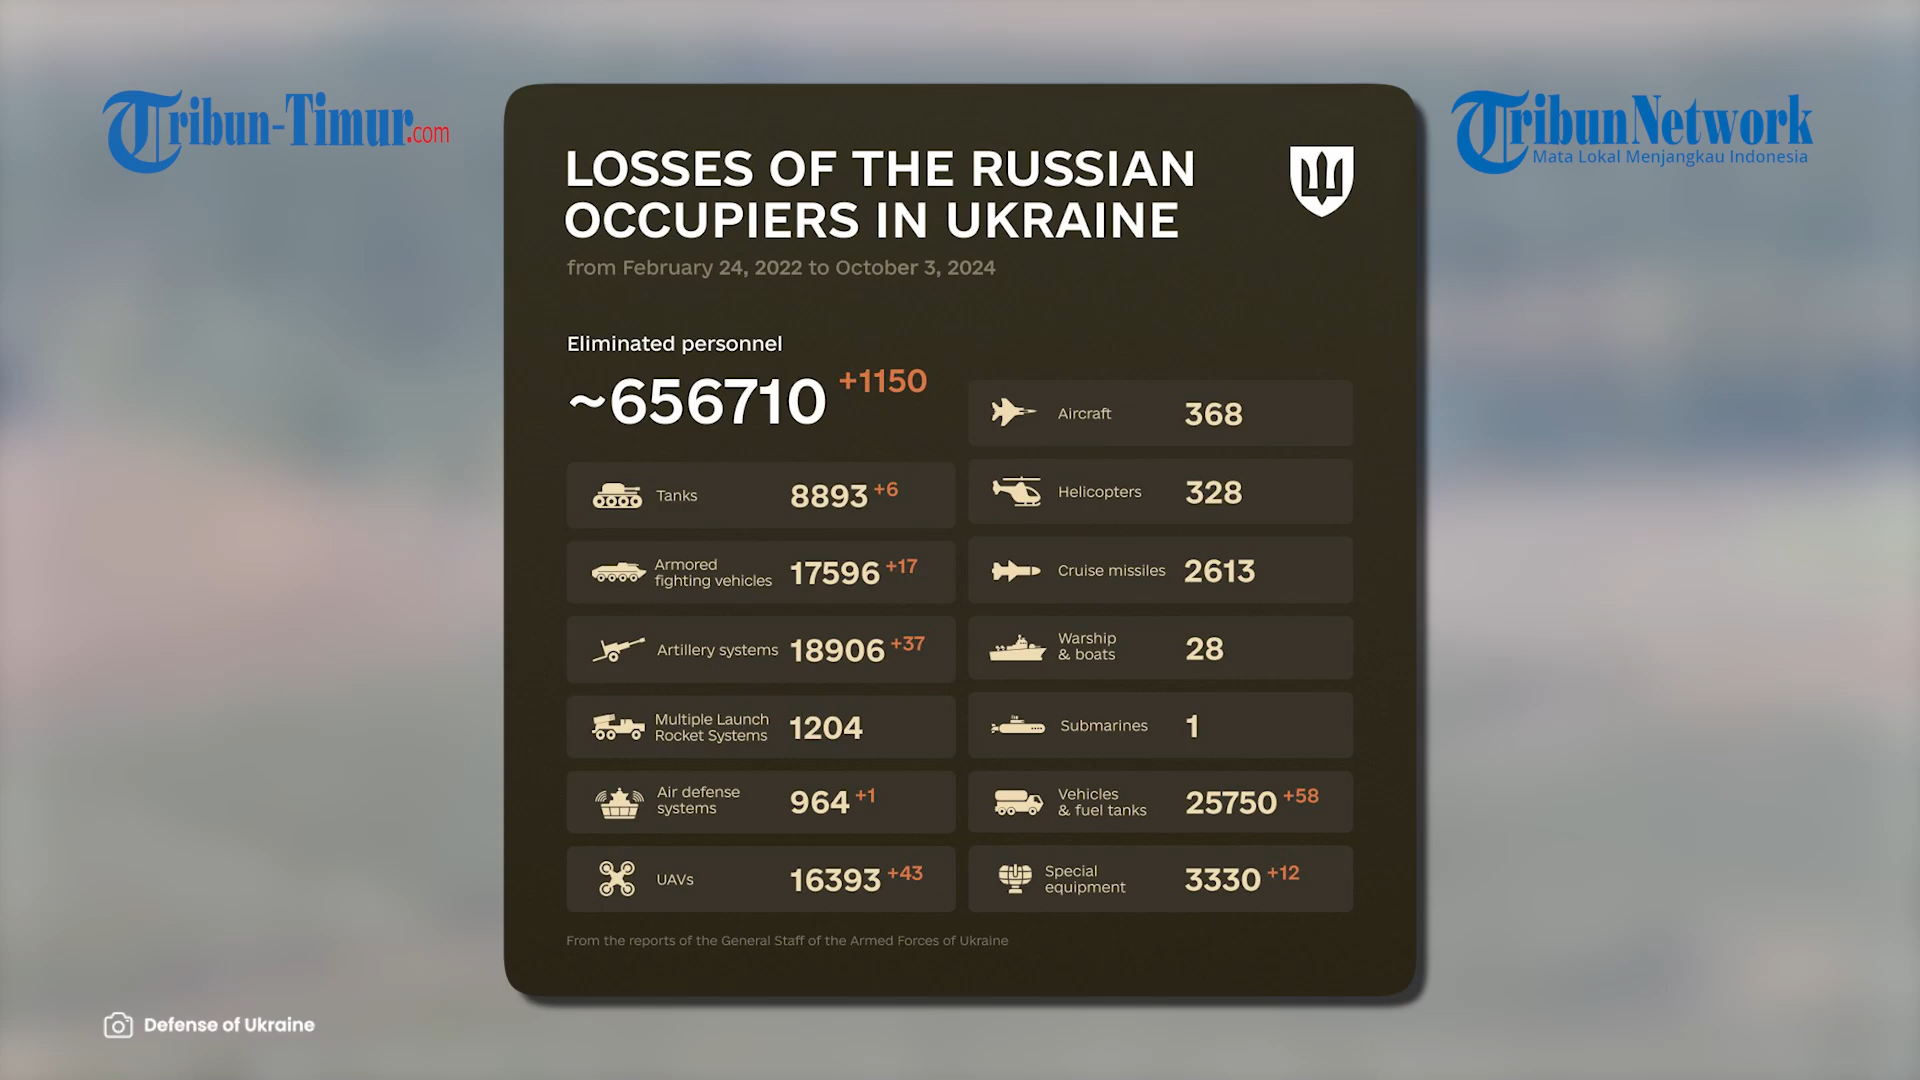 Tribun-Timur.com
TribunNetwork
Mata Lokal Menjangkau Indonesia
LOSSES OF THE RUSSIAN
OCCUPIERS IN UKRAINE
from February 24, 2022 to October 3, 2024
Eliminated personnel
~656710 +1150
Tanks 8893 +6
Armored
fighting vehicles 17596 +17
Artillery systems 18906 +37
Multiple Launch
Rocket Systems 1204
Air defense
systems 964 +1
UAVs 16393 +43
Aircraft 368
Helicopters 328
Cruise missiles 2613
Warship
& boats 28
Submarines 1
Vehicles
& fuel tanks 25750 +58
Special
equipment 3330 +12
From the reports of the General Staff of the Armed Forces of Ukraine
Defense of Ukraine